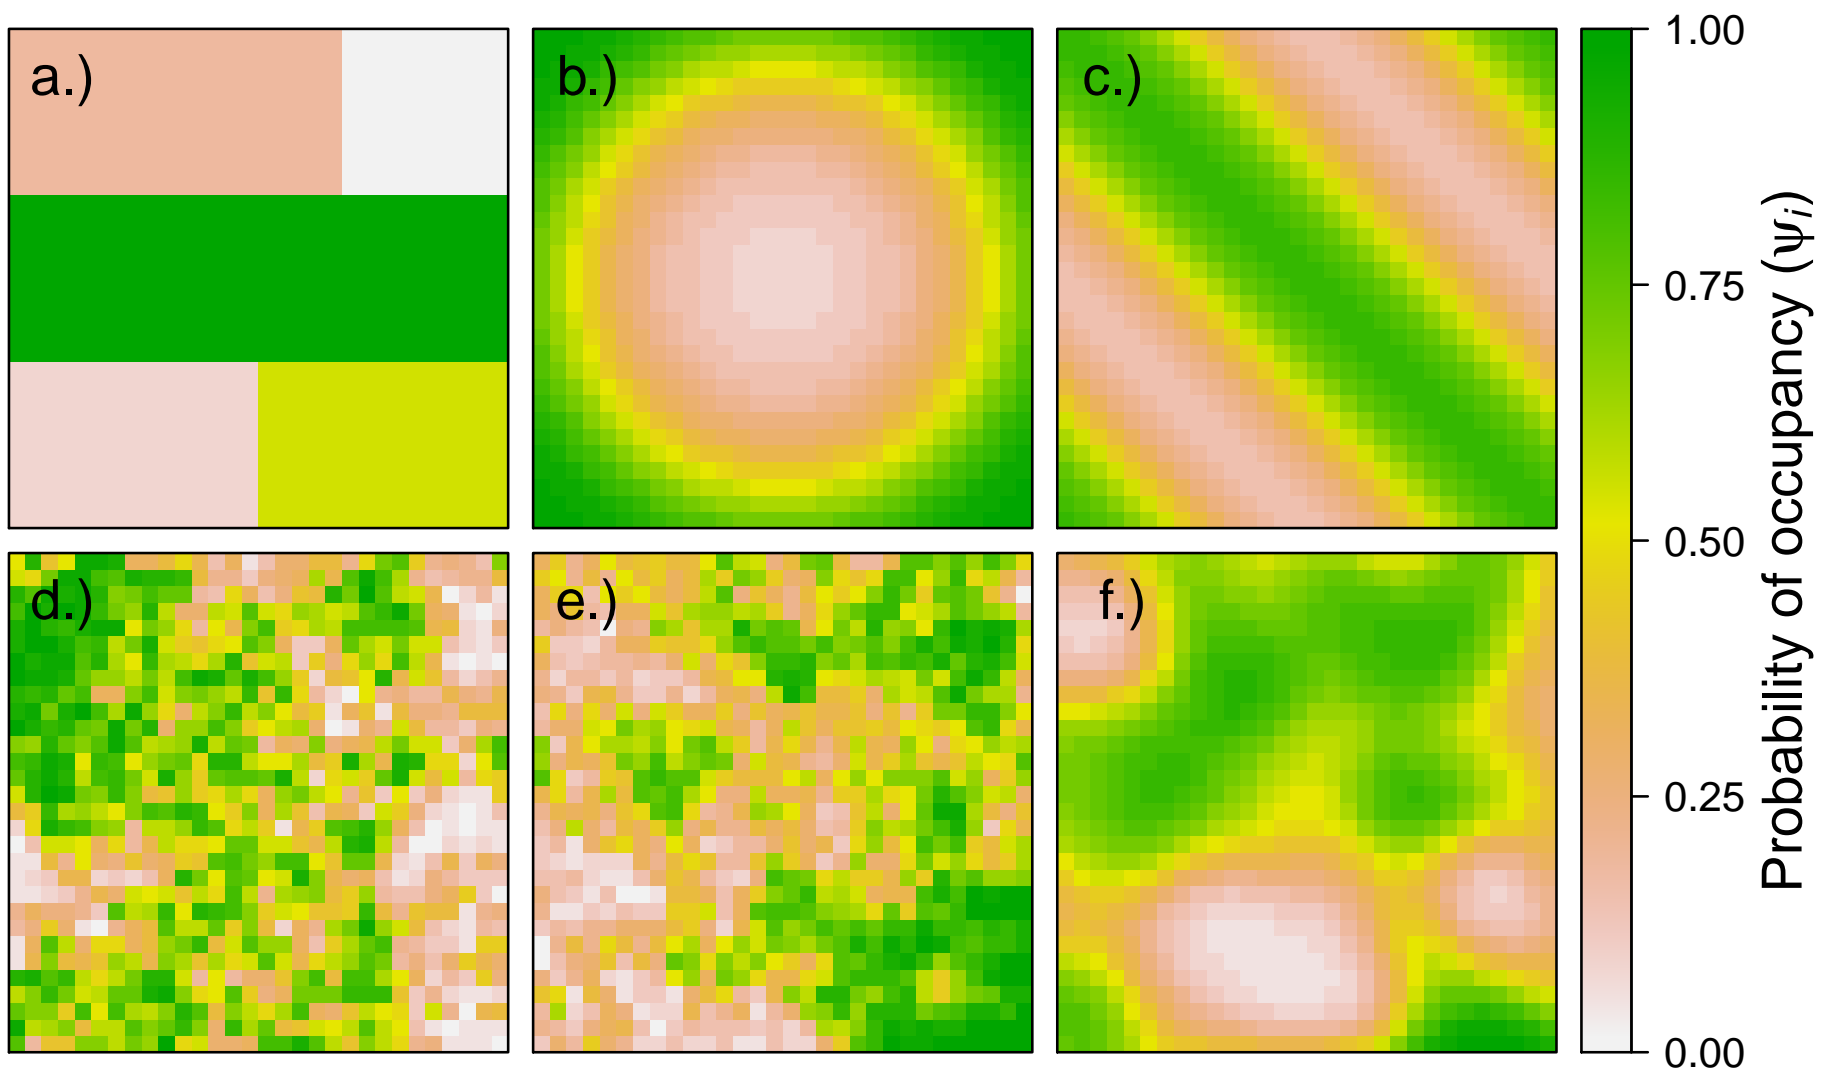 a.)
b.)
c.)
d.)
e.)
f.)
1.00
0.75
0.50
0.25
0.00
Probability of occupancy (ψi)